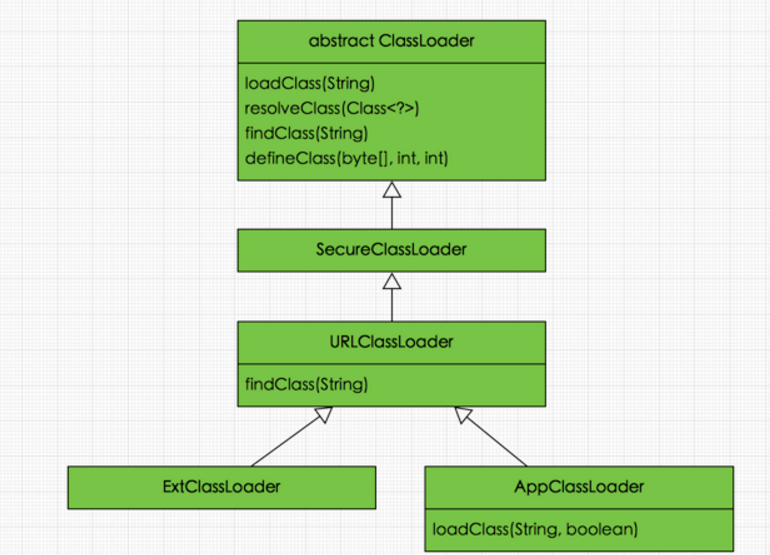 abstract ClassLoader
loadClass(String)
resolveClass(Class<?>)
findClass(String)
defineClass(byte[], int, int)
SecureClassLoader
URLClassLoader
findClass(String)
ExtClassLoader
AppClassLoader
loadClass(String, boolean)